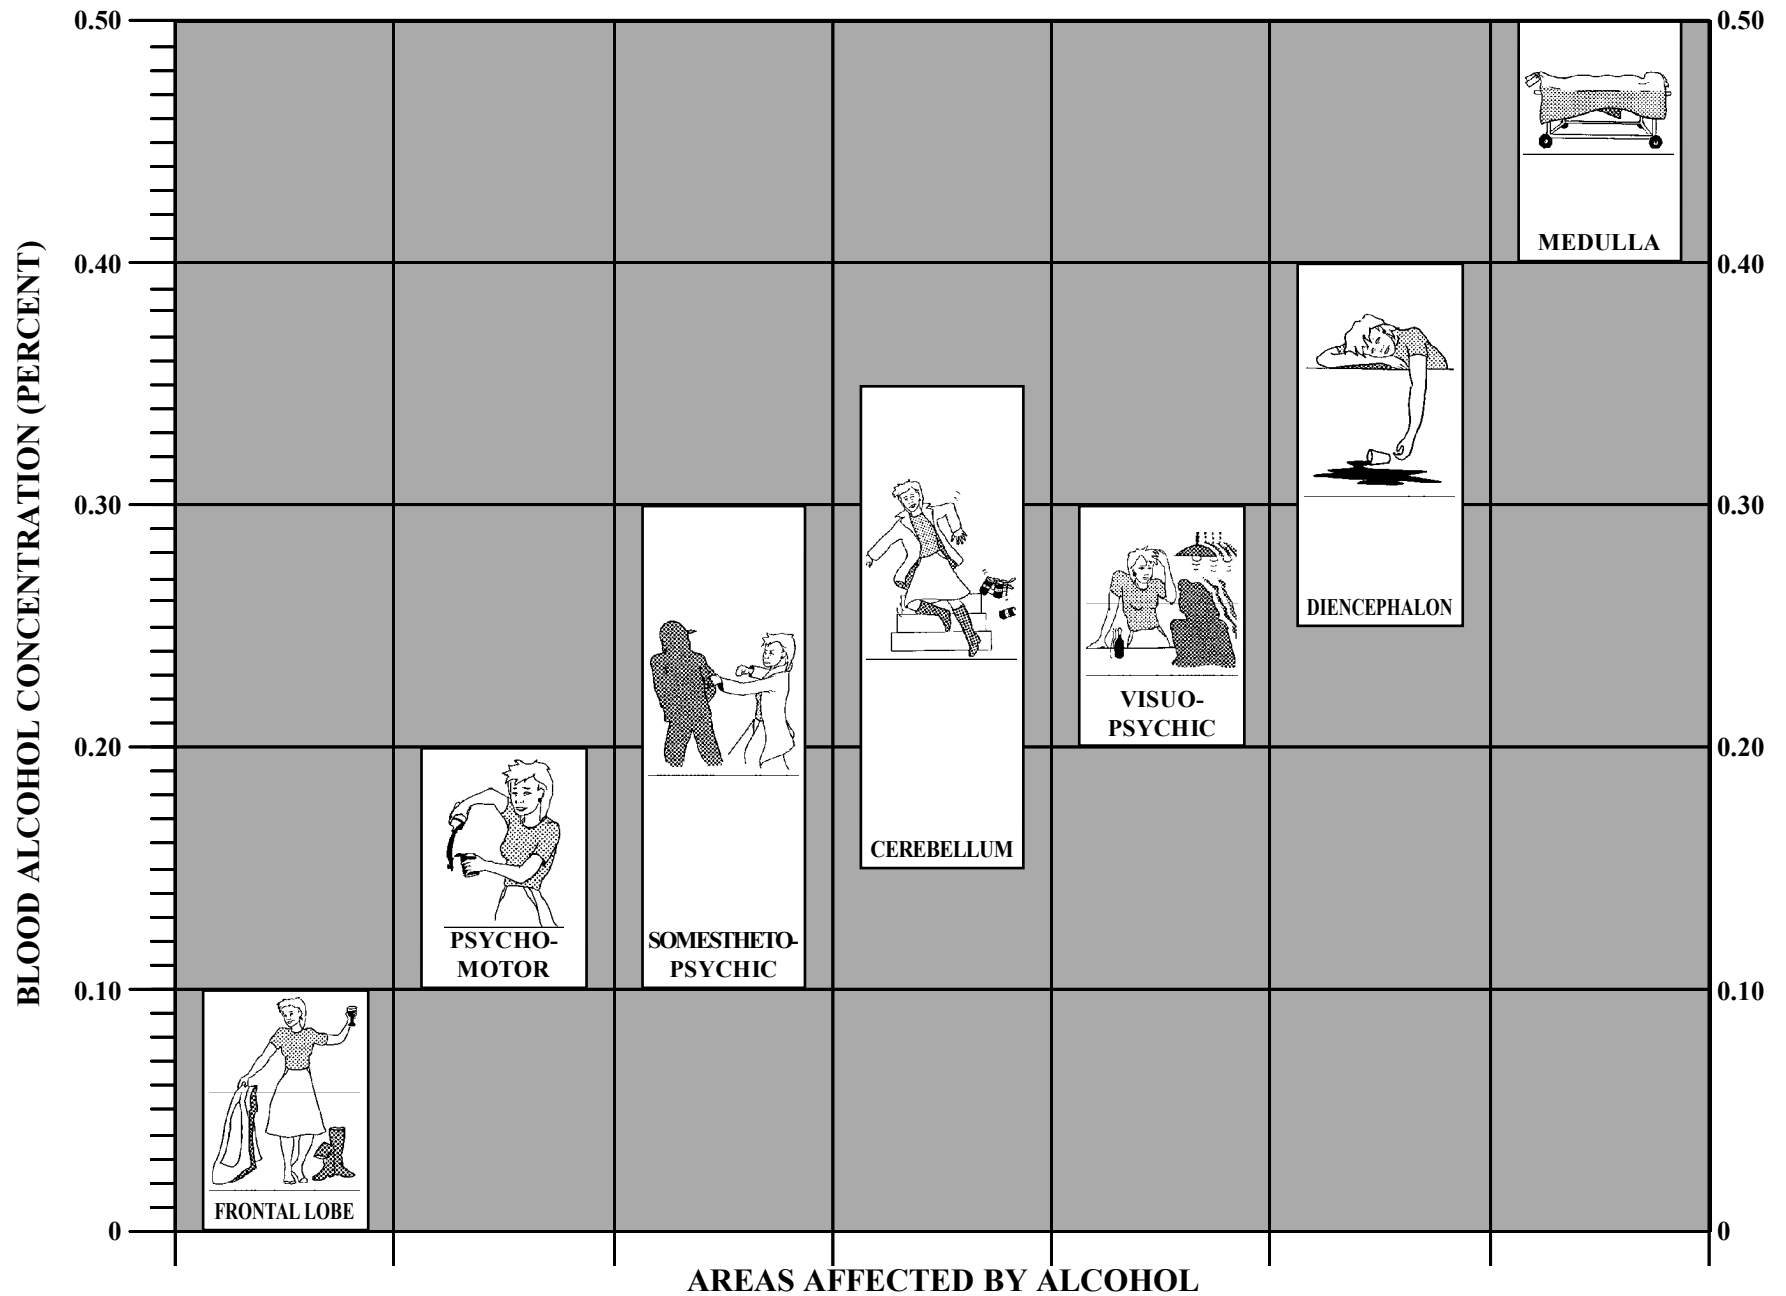 0.50
0.50
MEDULLA
0.40
0.40
DIENCEPHALON
0.30
0.30
VISUO-
PSYCHIC
0.20
0.20
CEREBELLUM
SOMESTHETO-
PSYCHIC
PSYCHO-
MOTOR
0.10
0.10
FRONTAL LOBE
0
0
BLOOD ALCOHOL CONCENTRATION (PERCENT)
AREAS AFFECTED BY ALCOHOL